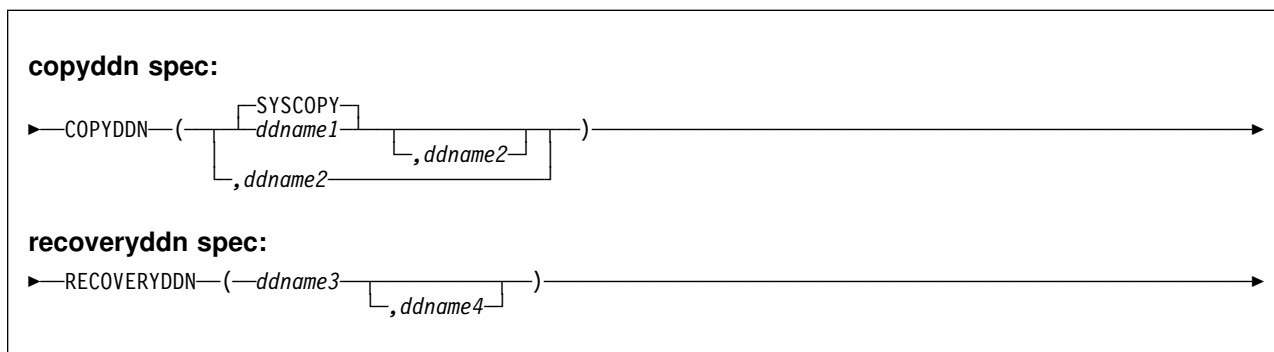 copyddn spec:
SYSCOPY
COPYDDN ( ddname1 )
,ddname2
,ddname2
recoveryddn spec:
RECOVERYDDN ( ddname3 )
,ddname4